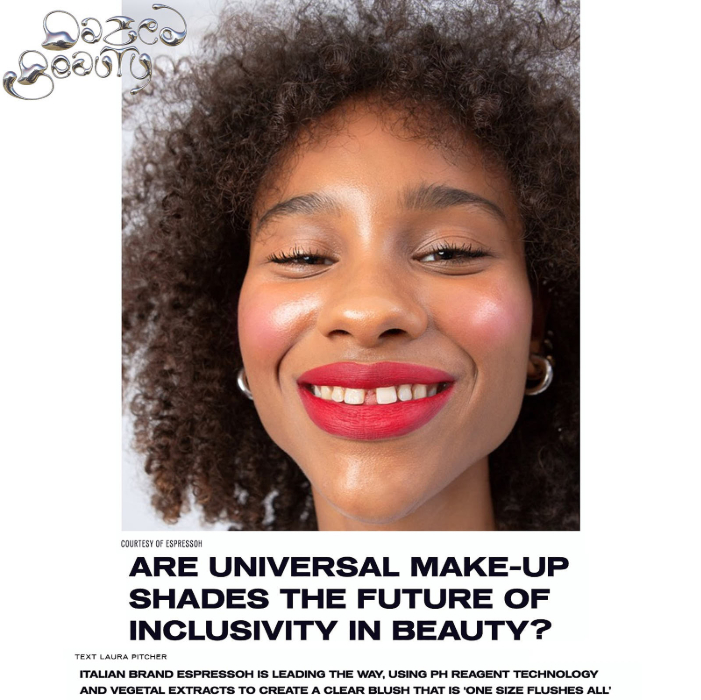 Dazed
Beauty
COURTESY OF ESPRESSOH
ARE UNIVERSAL MAKE-UP
SHADES THE FUTURE OF
INCLUSIVITY IN BEAUTY?
TEXT LAURA PITCHER
ITALIAN BRAND ESPRESSOH IS LEADING THE WAY, USING PH REAGENT TECHNOLOGY
AND VEGETAL EXTRACTS TO CREATE A CLEAR BLUSH THAT IS ‘ONE SIZE FLUSHES ALL’